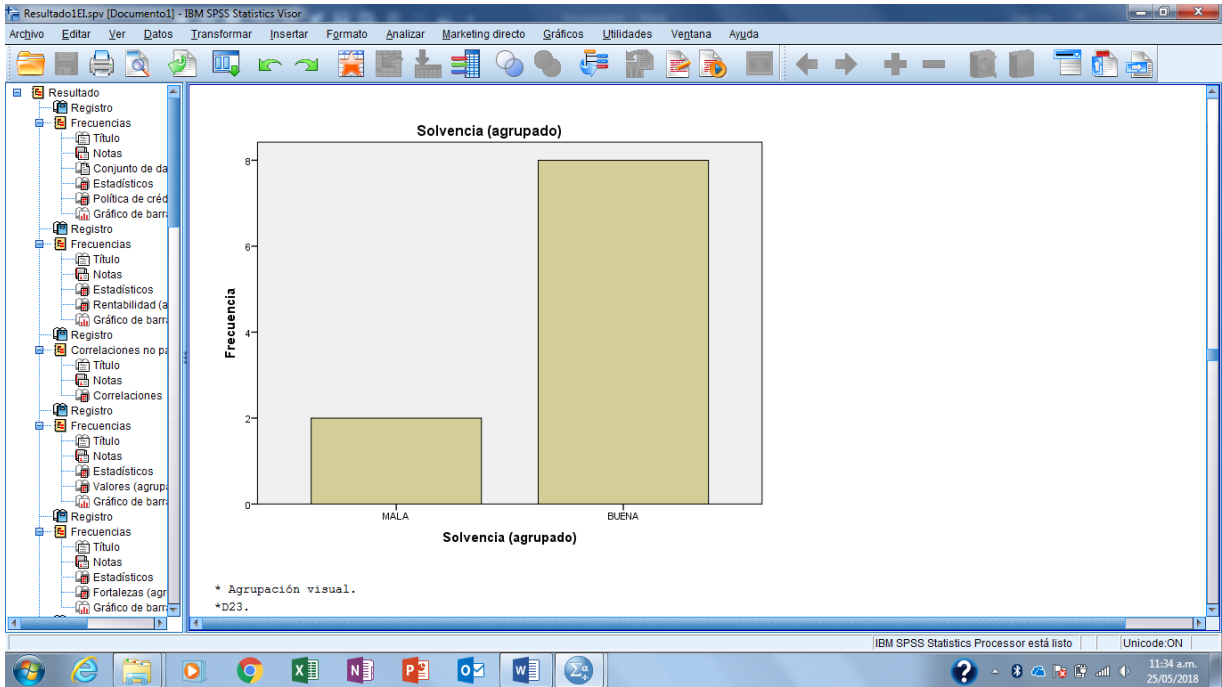 Resultado1EI.spv [Documento1] - IBM SPSS Statistics Visor
Archivo Editar Ver Datos Transformar Insertar Formato Analizar Marketing directo Gráficos Utilidades Ventana Ayuda
Resultado
Registro
Frecuencias
Título
Notas
Conjunto de da
Estadísticos
Política de créd
Gráfico de barra
Registro
Frecuencias
Título
Notas
Estadísticos
Rentabilidad (a
Gráfico de barra
Registro
Correlaciones no pa
Título
Notas
Correlaciones
Registro
Frecuencias
Título
Notas
Estadísticos
Valores (agrupa
Gráfico de barra
Registro
Frecuencias
Título
Notas
Estadísticos
Fortalezas (agr
Gráfico de barra
Solvencia (agrupado)
8
6
4
2
0
Frecuencia
MALA BUENA
Solvencia (agrupado)
* Agrupación visual.
*D23.
IBM SPSS Statistics Processor está listo Unicode:ON
11:34 a.m.
25/05/2018